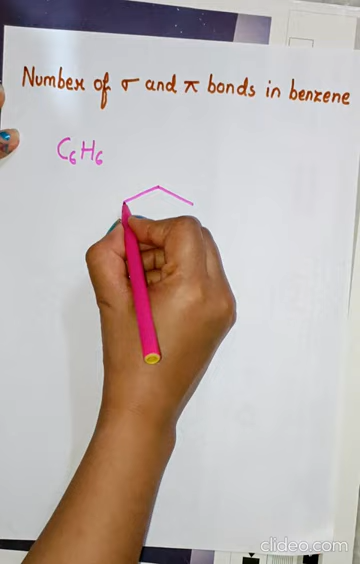 Number of σ and π bonds in benzene
C₆H₆
clideo.com